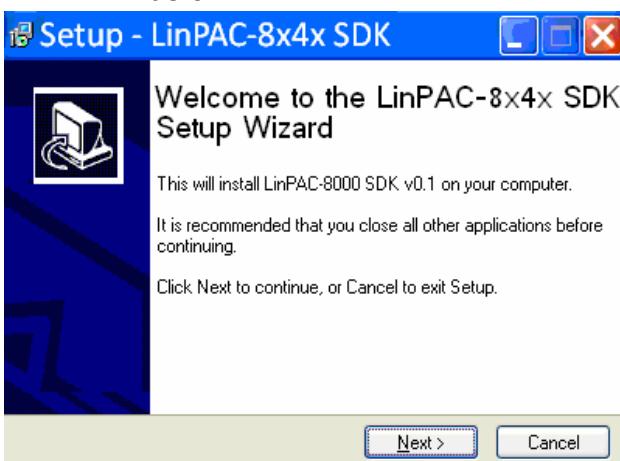 Setup - LinPAC-8x4x SDK
Welcome to the LinPAC-8x4x SDK
Setup Wizard
This will install LinPAC-8000 SDK v0.1 on your computer.
It is recommended that you close all other applications before
continuing.
Click Next to continue, or Cancel to exit Setup.
Next >
Cancel